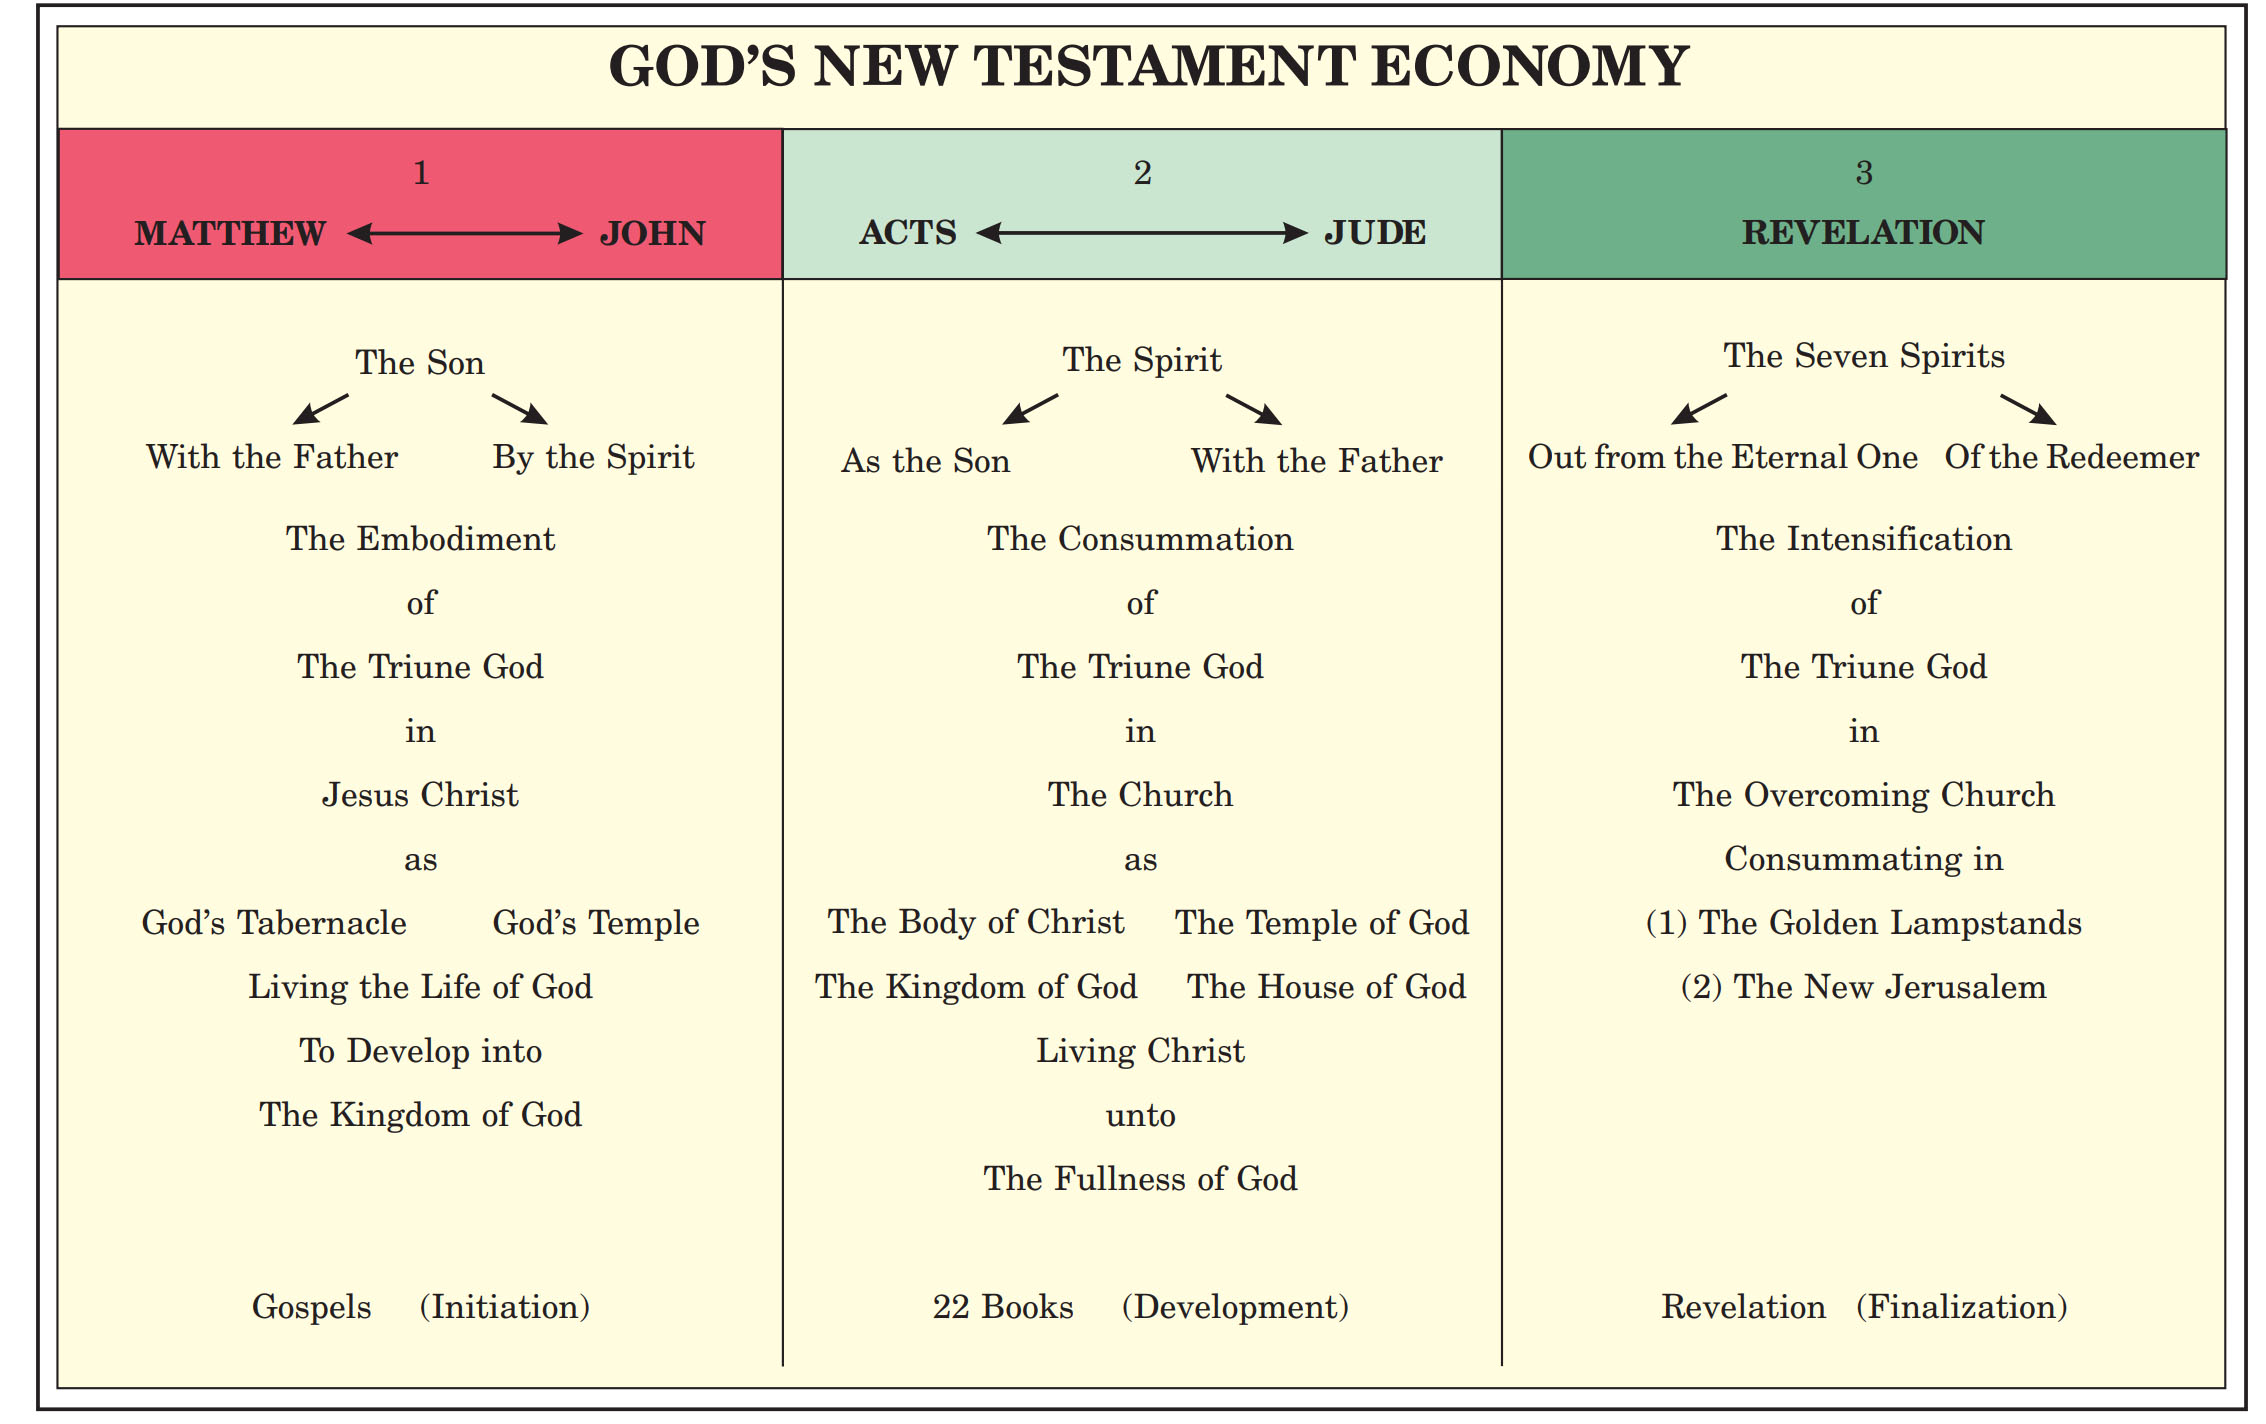 GOD’S NEW TESTAMENT ECONOMY
1
MATTHEW JOHN
The Son
With the Father By the Spirit
The Embodiment
of
The Triune God
in
Jesus Christ
as
God’s Tabernacle God’s Temple
Living the Life of God
To Develop into
The Kingdom of God
Gospels (Initiation)
2
ACTS JUDE
The Spirit
As the Son With the Father
The Consummation
of
The Triune God
in
The Church
as
The Body of Christ The Temple of God
The Kingdom of God The House of God
Living Christ
unto
The Fullness of God
22 Books (Development)
3
REVELATION
The Seven Spirits
Out from the Eternal One Of the Redeemer
The Intensification
of
The Triune God
in
The Overcoming Church
Consummating in
(1) The Golden Lampstands
(2) The New Jerusalem
Revelation (Finalization)